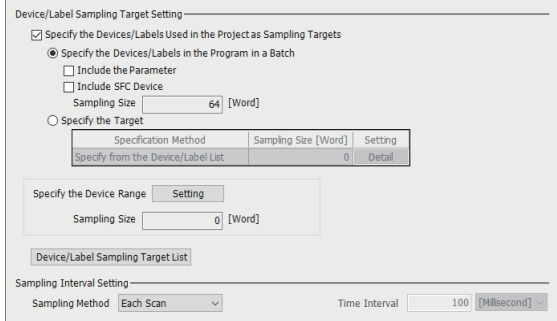 Device/Label Sampling Target Setting
Specify the Devices/Labels Used in the Project as Sampling Targets
Specify the Devices/Labels in the Program in a Batch
Include the Parameter
Include SFC Device
Sampling Size 64 [Word]
Specify the Target
Specification Method Sampling Size [Word] Setting
Specify from the Device/Label List 0 Detail
Specify the Device Range Setting
Sampling Size 0 [Word]
Device/Label Sampling Target List
Sampling Interval Setting
Sampling Method Each Scan Time Interval 100 [Millisecond]